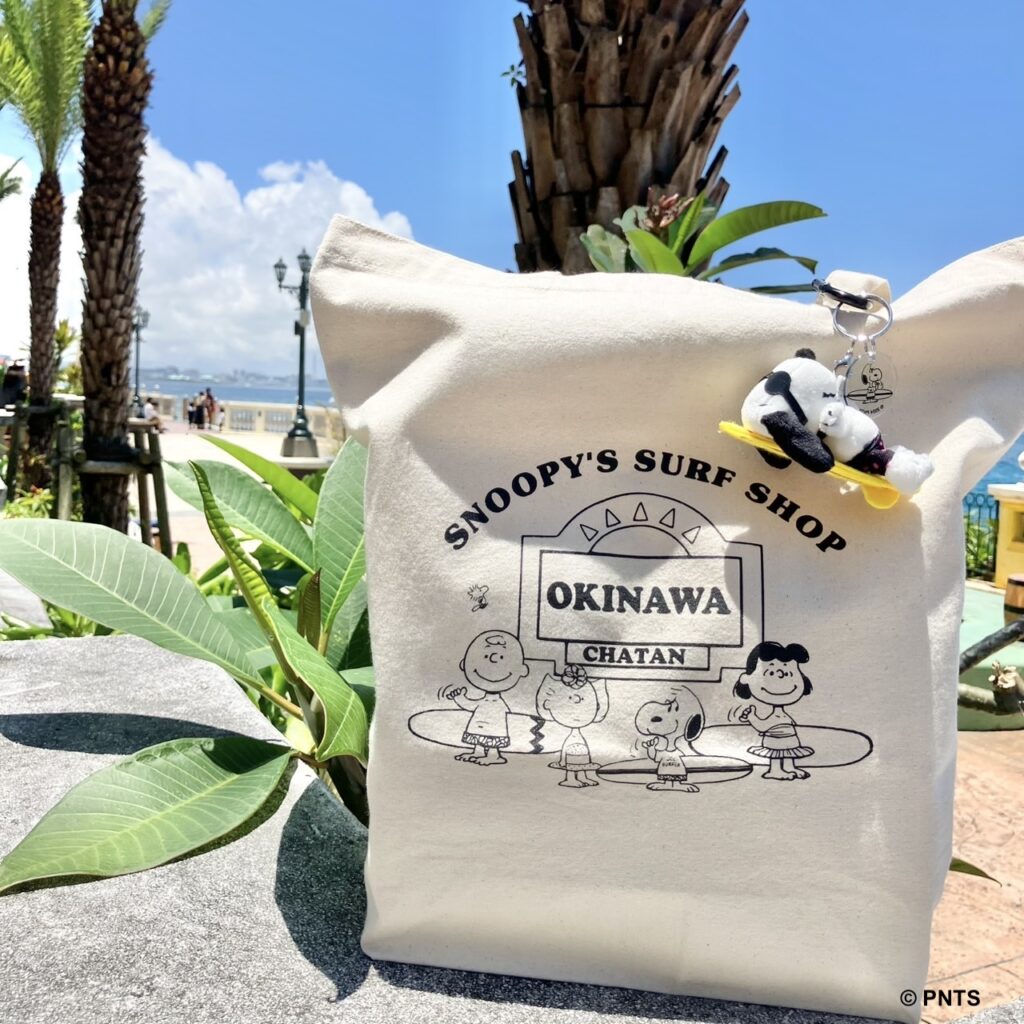 SNOOPY'S SURF SHOP
OKINAWA
CHATAN
© PNTS